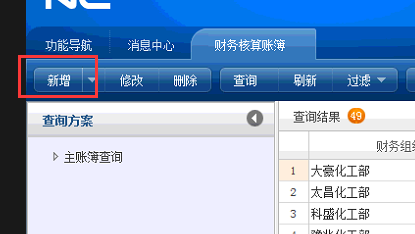 NC
功能导航 消息中心 财务核算账簿
新增 修改 删除 查询 刷新 过滤
查询方案
主账簿查询
查询结果 49
财务组织
1 大豪化工部
2 太昌化工部
3 科盛化工部